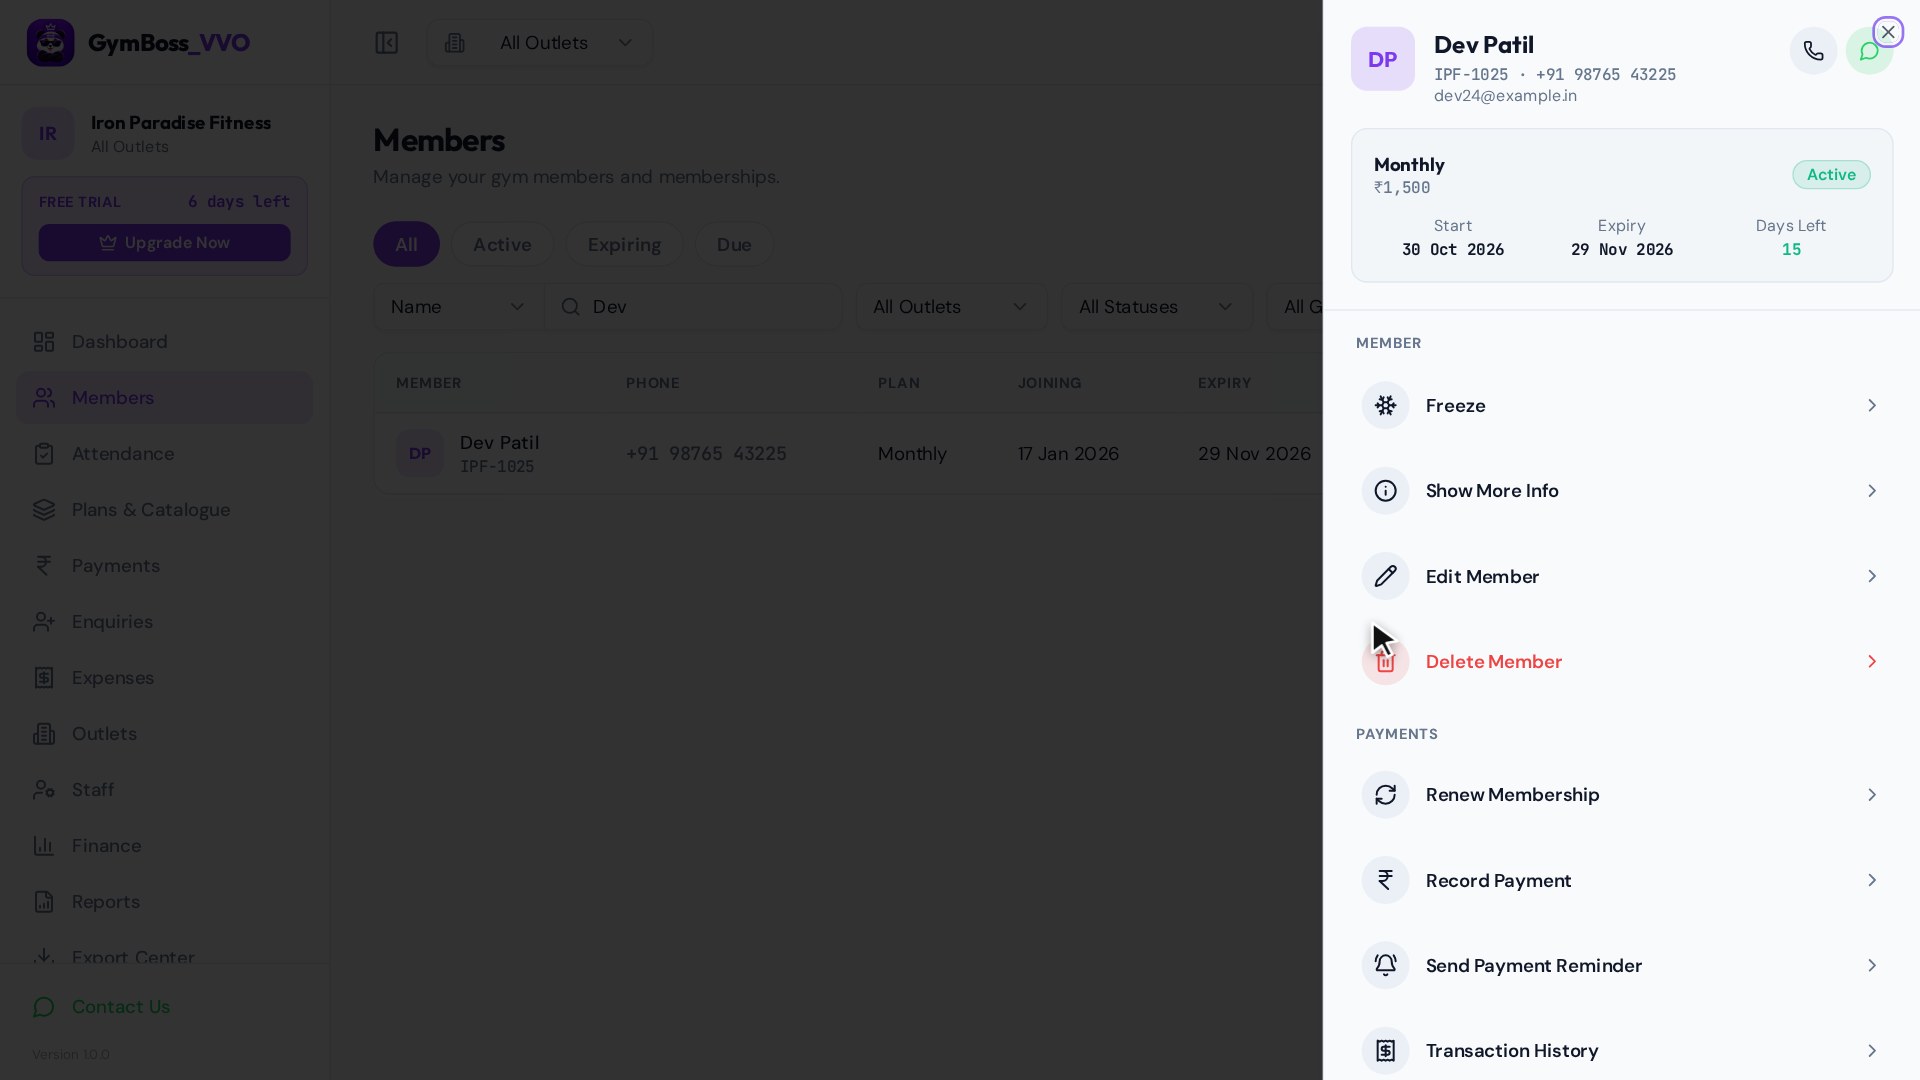 GymBoss_VVO
All Outlets
IR
Iron Paradise Fitness
All Outlets
FREE TRIAL
6 days left
Upgrade Now
Dashboard
Members
Attendance
Plans & Catalogue
Payments
Enquiries
Expenses
Outlets
Staff
Finance
Reports
Export Center
Contact Us
Version 1.0.0
Members
Manage your gym members and memberships.
All
Active
Expiring
Due
Name
Dev
All Outlets
All Statuses
All G
MEMBER
PHONE
PLAN
JOINING
EXPIRY
DP
Dev Patil
IPF-1025
+91 98765 43225
Monthly
17 Jan 2026
29 Nov 2026
DP
Dev Patil
IPF-1025 · +91 98765 43225
dev24@example.in
Monthly
₹1,500
Active
Start
30 Oct 2026
Expiry
29 Nov 2026
Days Left
15
MEMBER
Freeze
Show More Info
Edit Member
Delete Member
PAYMENTS
Renew Membership
Record Payment
Send Payment Reminder
Transaction History